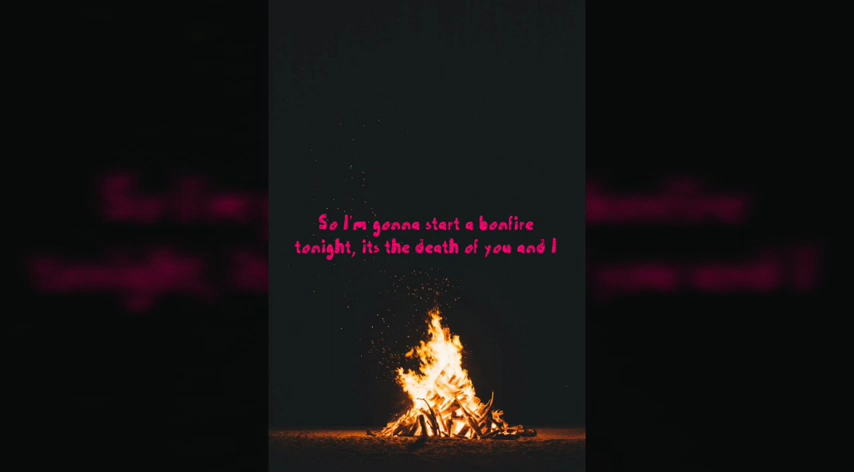 So I'm gonna start a bonfire
tonight, its the death of you and I